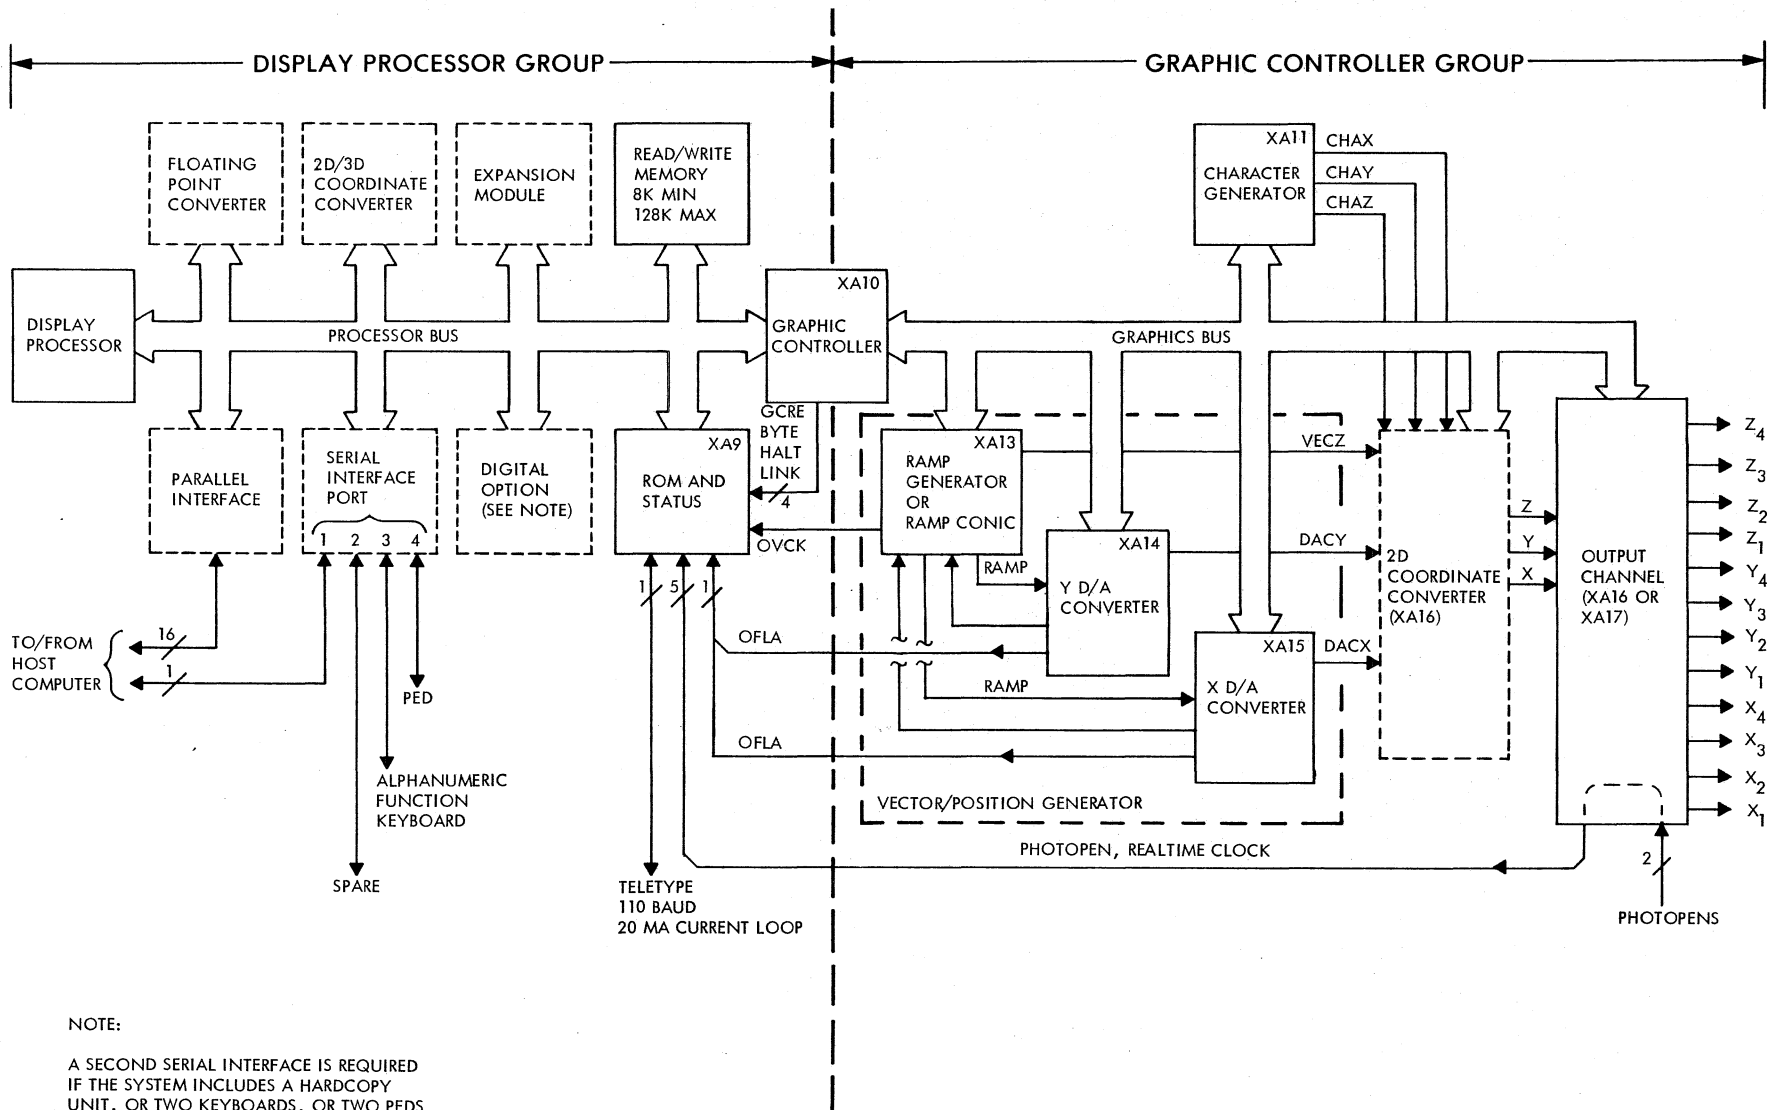 DISPLAY PROCESSOR GROUP
GRAPHIC CONTROLLER GROUP
FLOATING
POINT
CONVERTER
2D/3D
COORDINATE
CONVERTER
EXPANSION
MODULE
READ/WRITE
MEMORY
8K MIN
128K MAX
XA11
CHARACTER
GENERATOR
CHAX
CHAY
CHAZ
DISPLAY
PROCESSOR
PROCESSOR BUS
XA10
GRAPHIC
CONTROLLER
GRAPHICS BUS
PARALLEL
INTERFACE
SERIAL
INTERFACE
PORT
1 2 3 4
DIGITAL
OPTION
(SEE NOTE)
XA9
ROM AND
STATUS
GCRE
BYTE
HALT
LINK
4
OVCK
XA13
RAMP
GENERATOR
OR
RAMP CONIC
VECZ
RAMP
XA14
Y D/A
CONVERTER
DACY
XA15
X D/A
CONVERTER
DACX
2D
COORDINATE
CONVERTER
(XA16)
Z
Y
X
OUTPUT
CHANNEL
(XA16 OR
XA17)
Z4
Z3
Z2
Z1
Y4
Y3
Y2
Y1
X4
X3
X2
X1
1 5 1
OFLA
RAMP
OFLA
VECTOR/POSITION GENERATOR
TO/FROM
HOST
COMPUTER
16
1
PED
ALPHANUMERIC
FUNCTION
KEYBOARD
SPARE
TELETYPE
110 BAUD
20 MA CURRENT LOOP
PHOTOPEN, REALTIME CLOCK
2
PHOTOPENS
NOTE:
A SECOND SERIAL INTERFACE IS REQUIRED
IF THE SYSTEM INCLUDES A HARDCOPY
UNIT, OR TWO KEYBOARDS, OR TWO PEDS